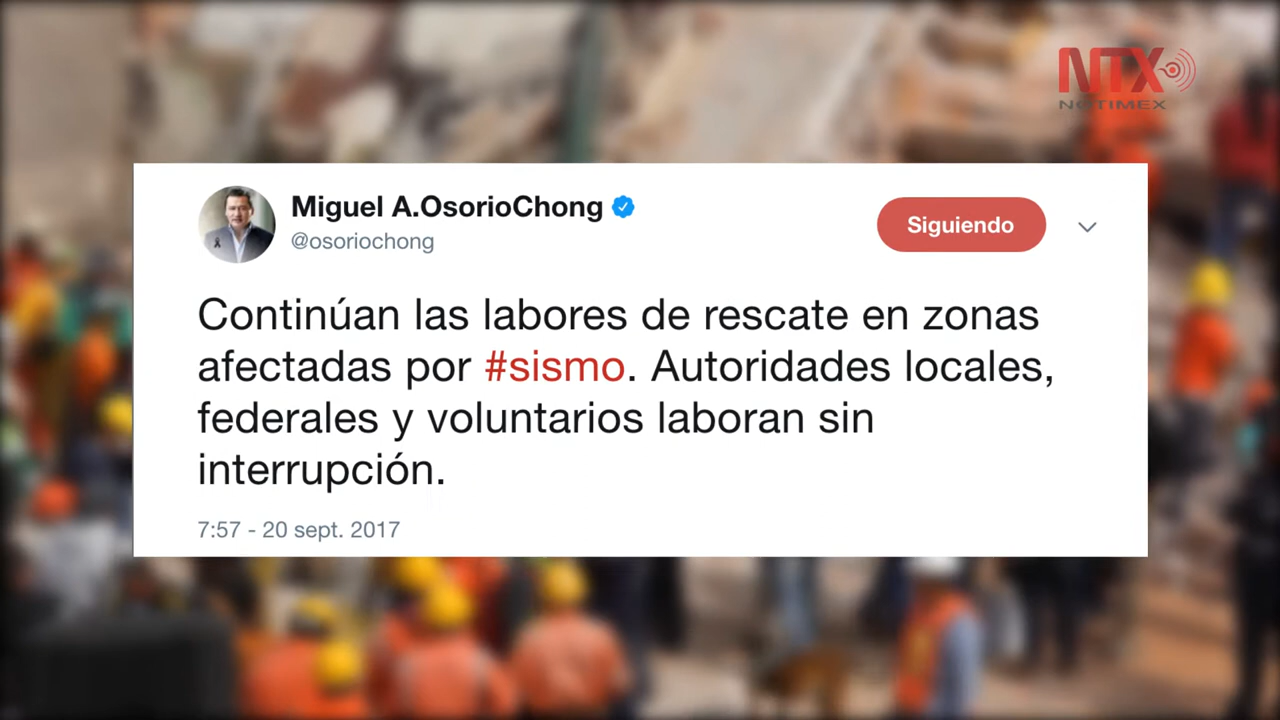 NTX
NOTIMEX
Miguel A.OsorioChong
@osoriochong
Siguiendo
Continúan las labores de rescate en zonas
afectadas por #sismo. Autoridades locales,
federales y voluntarios laboran sin
interrupción.
7:57 - 20 sept. 2017